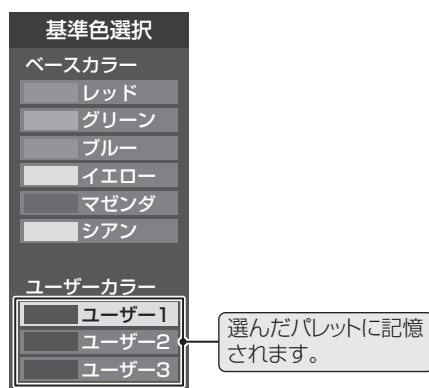 基準色選択
ベースカラー
レッド
グリーン
ブルー
イエロー
マゼンダ
シアン
ユーザーカラー
ユーザー1
ユーザー2
ユーザー3
選んだパレットに記憶
されます。